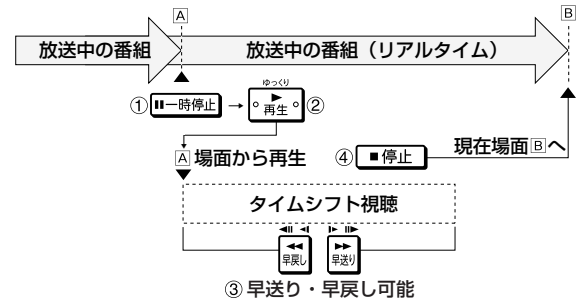 A
B
放送中の番組
放送中の番組（リアルタイム）
①
一時停止
→
ゆっくり
再生
②
A 場面から再生
④
停止
現在場面Bへ
タイムシフト視聴
早戻し
早送り
③早送り・早戻し可能